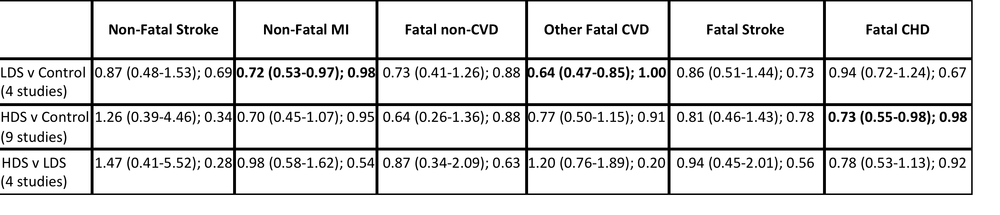 Non-Fatal Stroke Non-Fatal MI Fatal non-CVD Other Fatal CVD Fatal Stroke Fatal CHD
LDS v Control 0.87 (0.48-1.53); 0.69 0.72 (0.53-0.97); 0.98 0.73 (0.41-1.26); 0.88 0.64 (0.47-0.85); 1.00 0.86 (0.51-1.44); 0.73 0.94 (0.72-1.24); 0.67
(4 studies)
HDS v Control 1.26 (0.39-4.46); 0.34 0.70 (0.45-1.07); 0.95 0.64 (0.26-1.36); 0.88 0.77 (0.50-1.15); 0.91 0.81 (0.46-1.43); 0.78 0.73 (0.55-0.98); 0.98
(9 studies)
HDS v LDS 1.47 (0.41-5.52); 0.28 0.98 (0.58-1.62); 0.54 0.87 (0.34-2.09); 0.63 1.20 (0.76-1.89); 0.20 0.94 (0.45-2.01); 0.56 0.78 (0.53-1.13); 0.92
(4 studies)